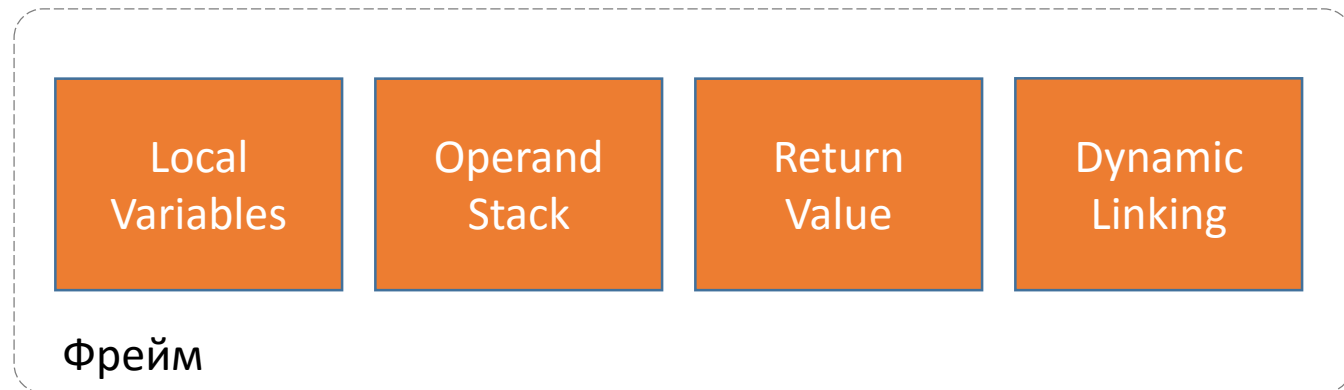 Local
Variables
Operand
Stack
Return
Value
Dynamic
Linking
Фрейм